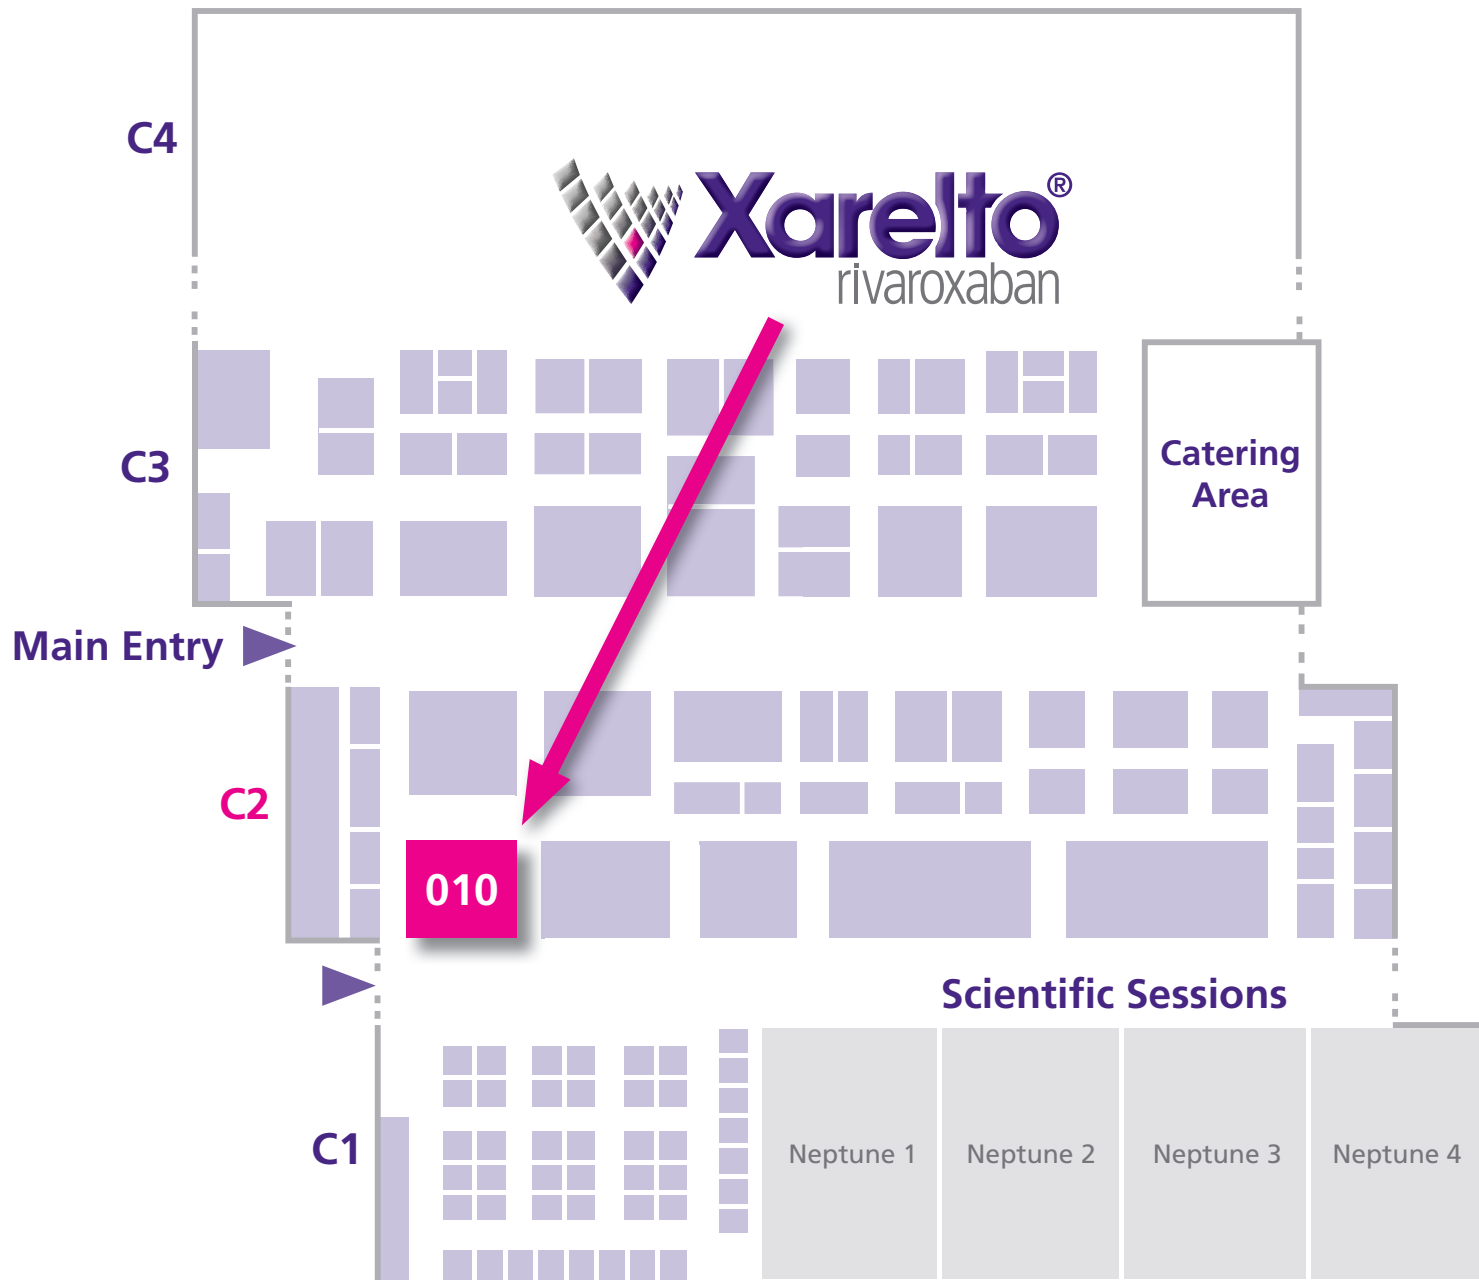 C4
Xarelto®
rivaroxaban
C3
Catering
Area
Main Entry
C2
010
Scientific Sessions
C1
Neptune 1
Neptune 2
Neptune 3
Neptune 4